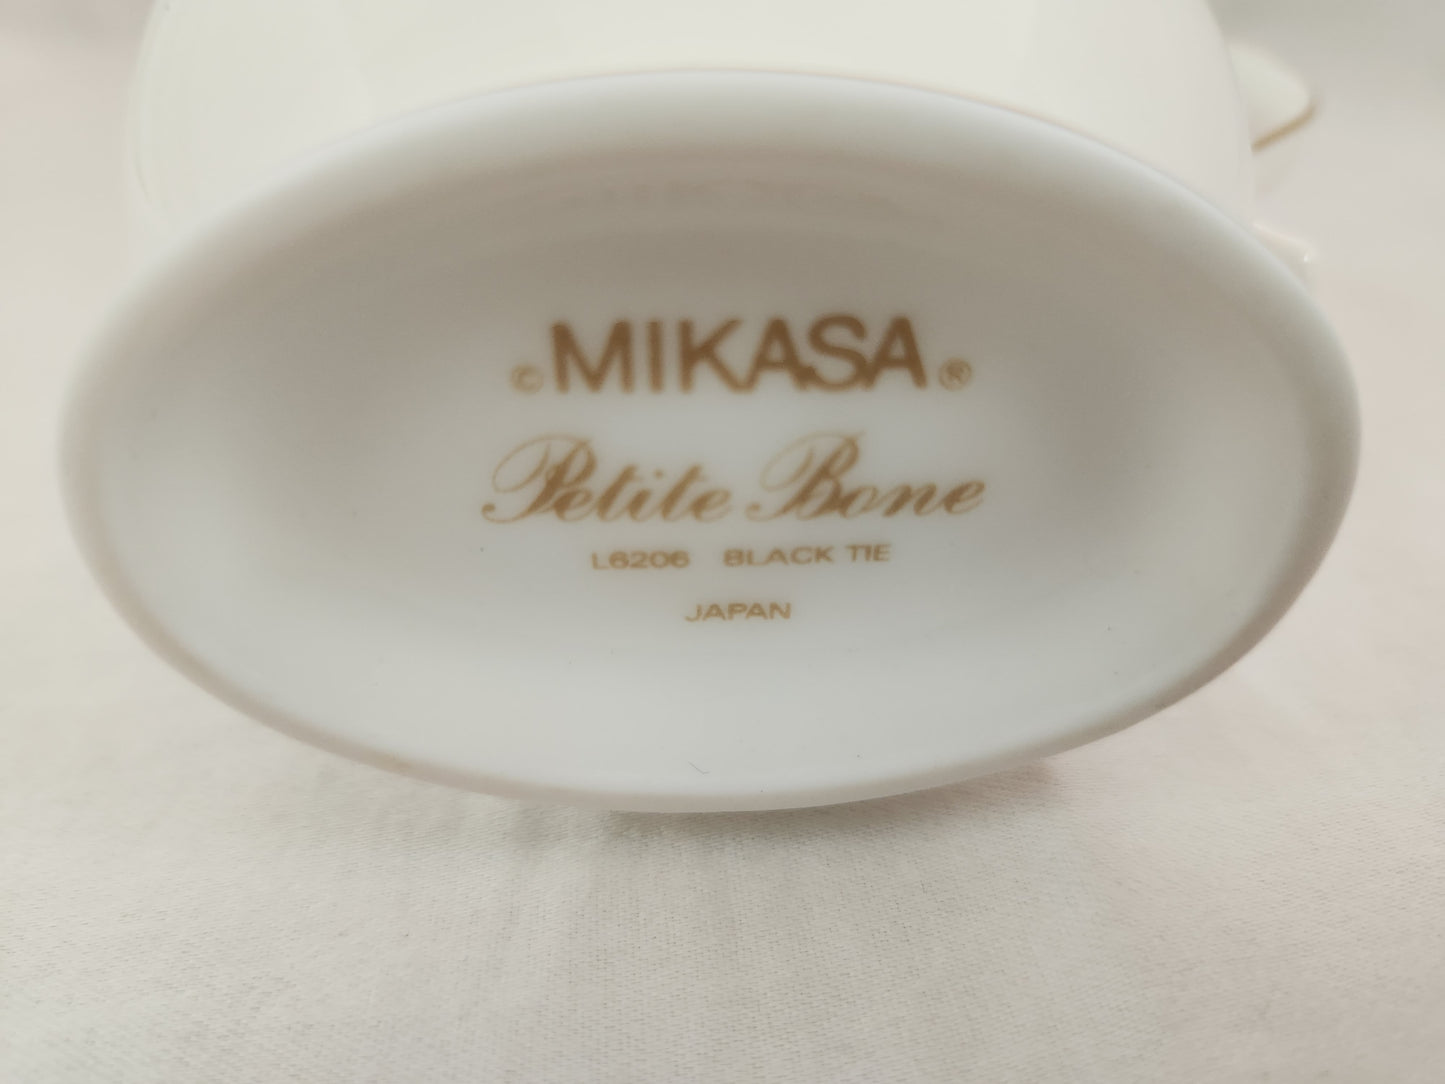 © MIKASA ®
Petite Bone
L6206 BLACK TIE
JAPAN